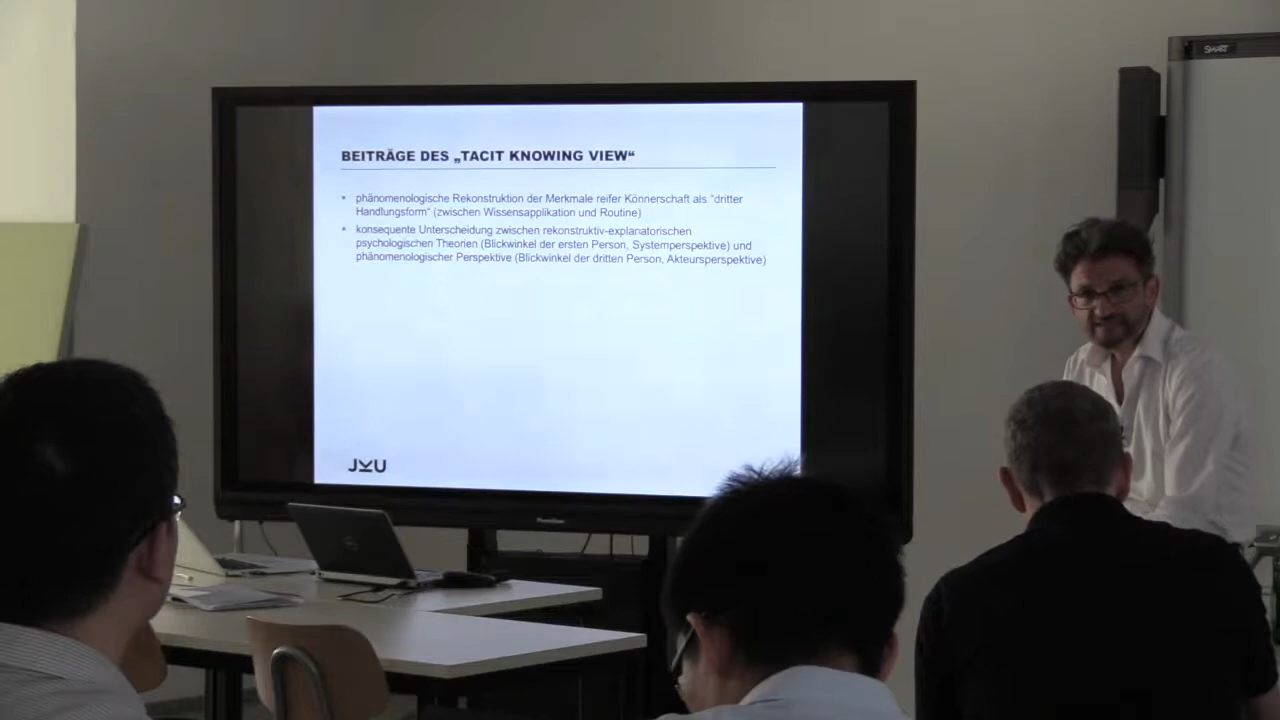 BEITRÄGE DES „TACIT KNOWING VIEW“
phänomenologische Rekonstruktion der Merkmale reifer Könnerschaft als "dritter
Handlungsform" (zwischen Wissensapplikation und Routine)
konsequente Unterscheidung zwischen rekonstruktiv-explanatorischen
psychologischen Theorien (Blickwinkel der ersten Person, Systemperspektive) und
phänomenologischer Perspektive (Blickwinkel der dritten Person, Akteursperspektive)
JKU
SMART